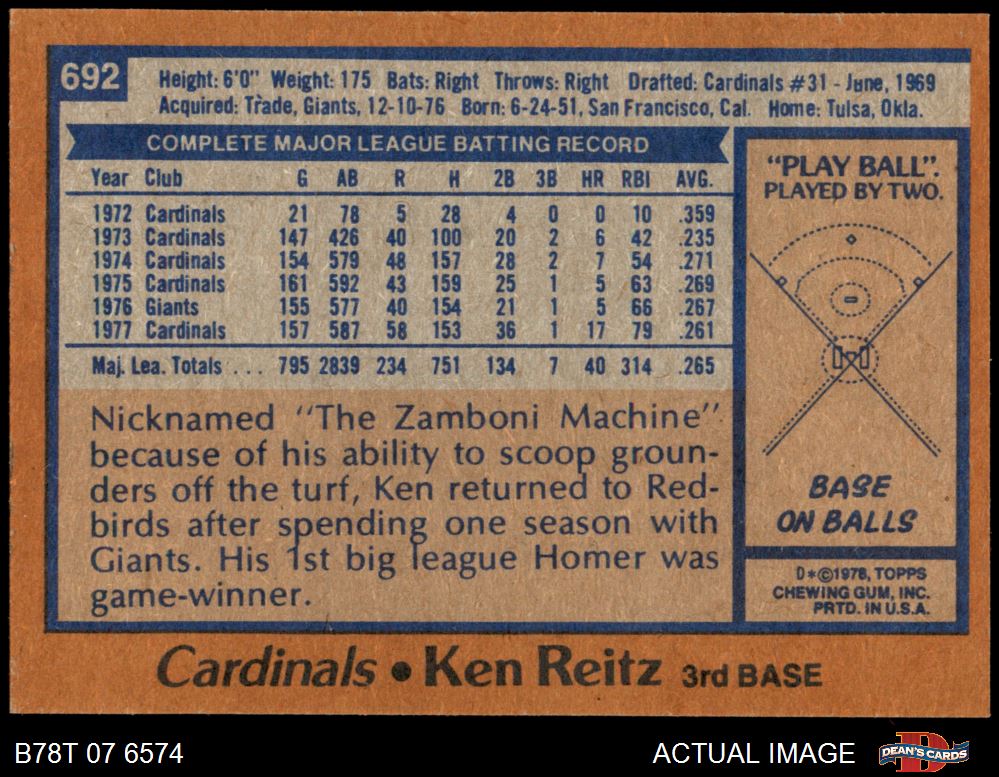 692
Height: 6'0" Weight: 175 Bats: Right Throws: Right Drafted: Cardinals #31 - June, 1969
Acquired: Trade, Giants, 12-10-76 Born: 6-24-51, San Francisco, Cal. Home: Tulsa, Okla.
COMPLETE MAJOR LEAGUE BATTING RECORD
Year Club G AB R H 2B 3B HR RBI AVG.
1972 Cardinals 21 78 5 28 4 0 0 10 .359
1973 Cardinals 147 426 40 100 20 2 6 42 .235
1974 Cardinals 154 579 48 157 28 2 7 54 .271
1975 Cardinals 161 592 43 159 25 1 5 63 .269
1976 Giants 155 577 40 154 21 1 5 66 .267
1977 Cardinals 157 587 58 153 36 1 17 79 .261
Maj. Lea. Totals . . . 795 2839 234 751 134 7 40 314 .265
Nicknamed "The Zamboni Machine"
because of his ability to scoop groun-
ders off the turf, Ken returned to Red-
birds after spending one season with
Giants. His 1st big league Homer was
game-winner.
"PLAY BALL".
PLAYED BY TWO.
BASE
ON BALLS
D*©1978, TOPPS
CHEWING GUM, INC.
PRTD. IN U.S.A.
Cardinals • Ken Reitz 3rd BASE
B78T 07 6574
ACTUAL IMAGE
D
DEAN'S CARDS